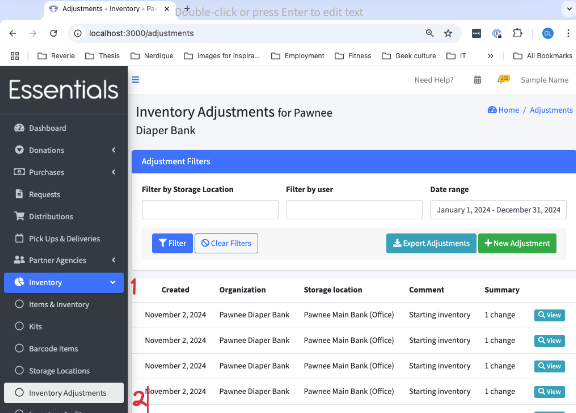 Adjustments - Inventory - Pa
Double-click or press Enter to edit text
localhost:3000/adjustments
Reverie
Thesis
Nerdique
Images for inspira...
Employment
Fitness
Geek culture
IT
»
All Bookmarks
CL
Essentials
Need Help?
Sample Name
Inventory Adjustments for Pawnee
Diaper Bank
Home / Adjustments
Dashboard
Donations
Purchases
Requests
Distributions
Pick Ups & Deliveries
Partner Agencies
Inventory
Items & Inventory
Kits
Barcode Items
Storage Locations
Inventory Adjustments
Adjustment Filters
Filter by Storage Location
Filter by user
Date range
January 1, 2024 - December 31, 2024
Filter
Clear Filters
Export Adjustments
New Adjustment
1
Created Organization Storage location Comment Summary
November 2, 2024 Pawnee Diaper Bank Pawnee Main Bank (Office) Starting inventory 1 change View
November 2, 2024 Pawnee Diaper Bank Pawnee Main Bank (Office) Starting inventory 1 change View
November 2, 2024 Pawnee Diaper Bank Pawnee Main Bank (Office) Starting inventory 1 change View
2
November 2, 2024 Pawnee Diaper Bank Pawnee Main Bank (Office) Starting inventory 1 change View